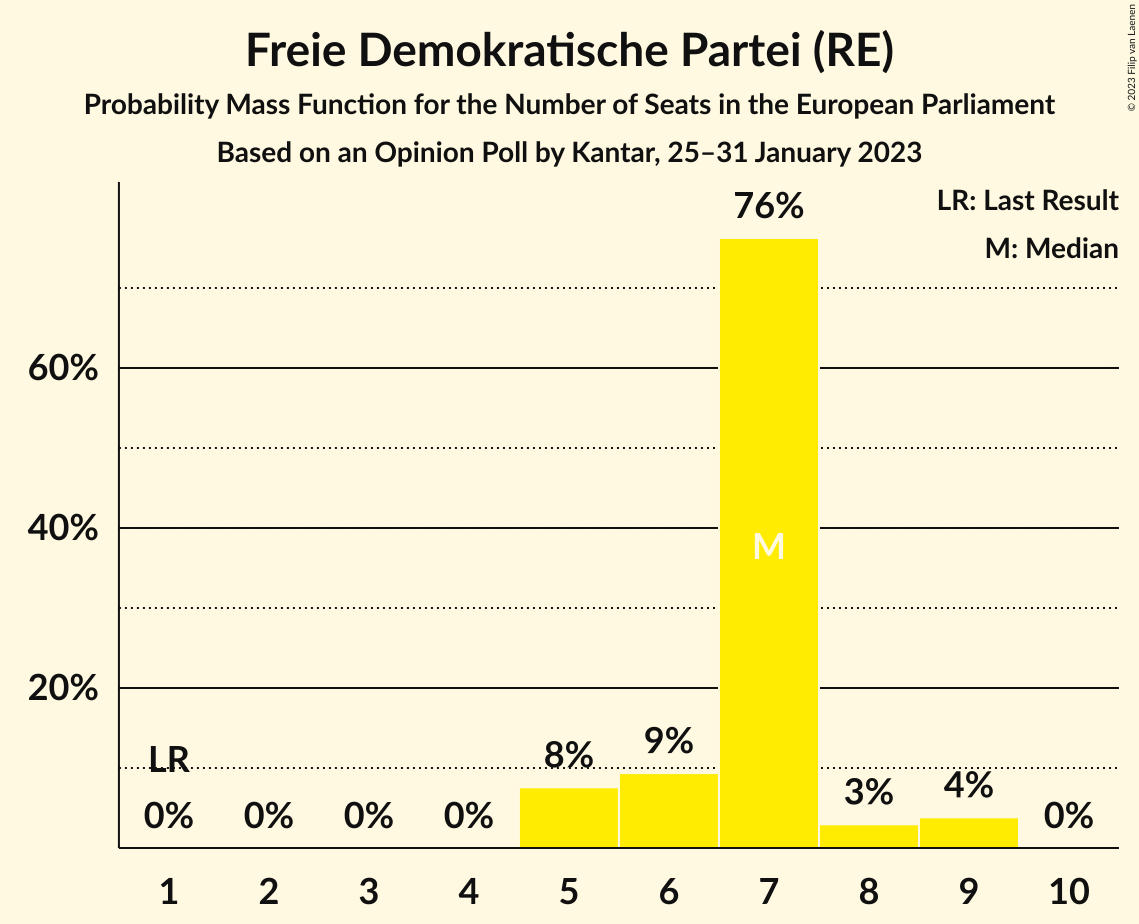 Freie Demokratische Partei (RE)
Probability Mass Function for the Number of Seats in the European Parliament
Based on an Opinion Poll by Kantar, 25–31 January 2023
© 2023 Filip van Laenen
LR: Last Result
M: Median
76%
60%
40%
M
20%
LR
8%
9%
3%
4%
0%
0%
0%
0%
0%
1 2 3 4 5 6 7 8 9 10